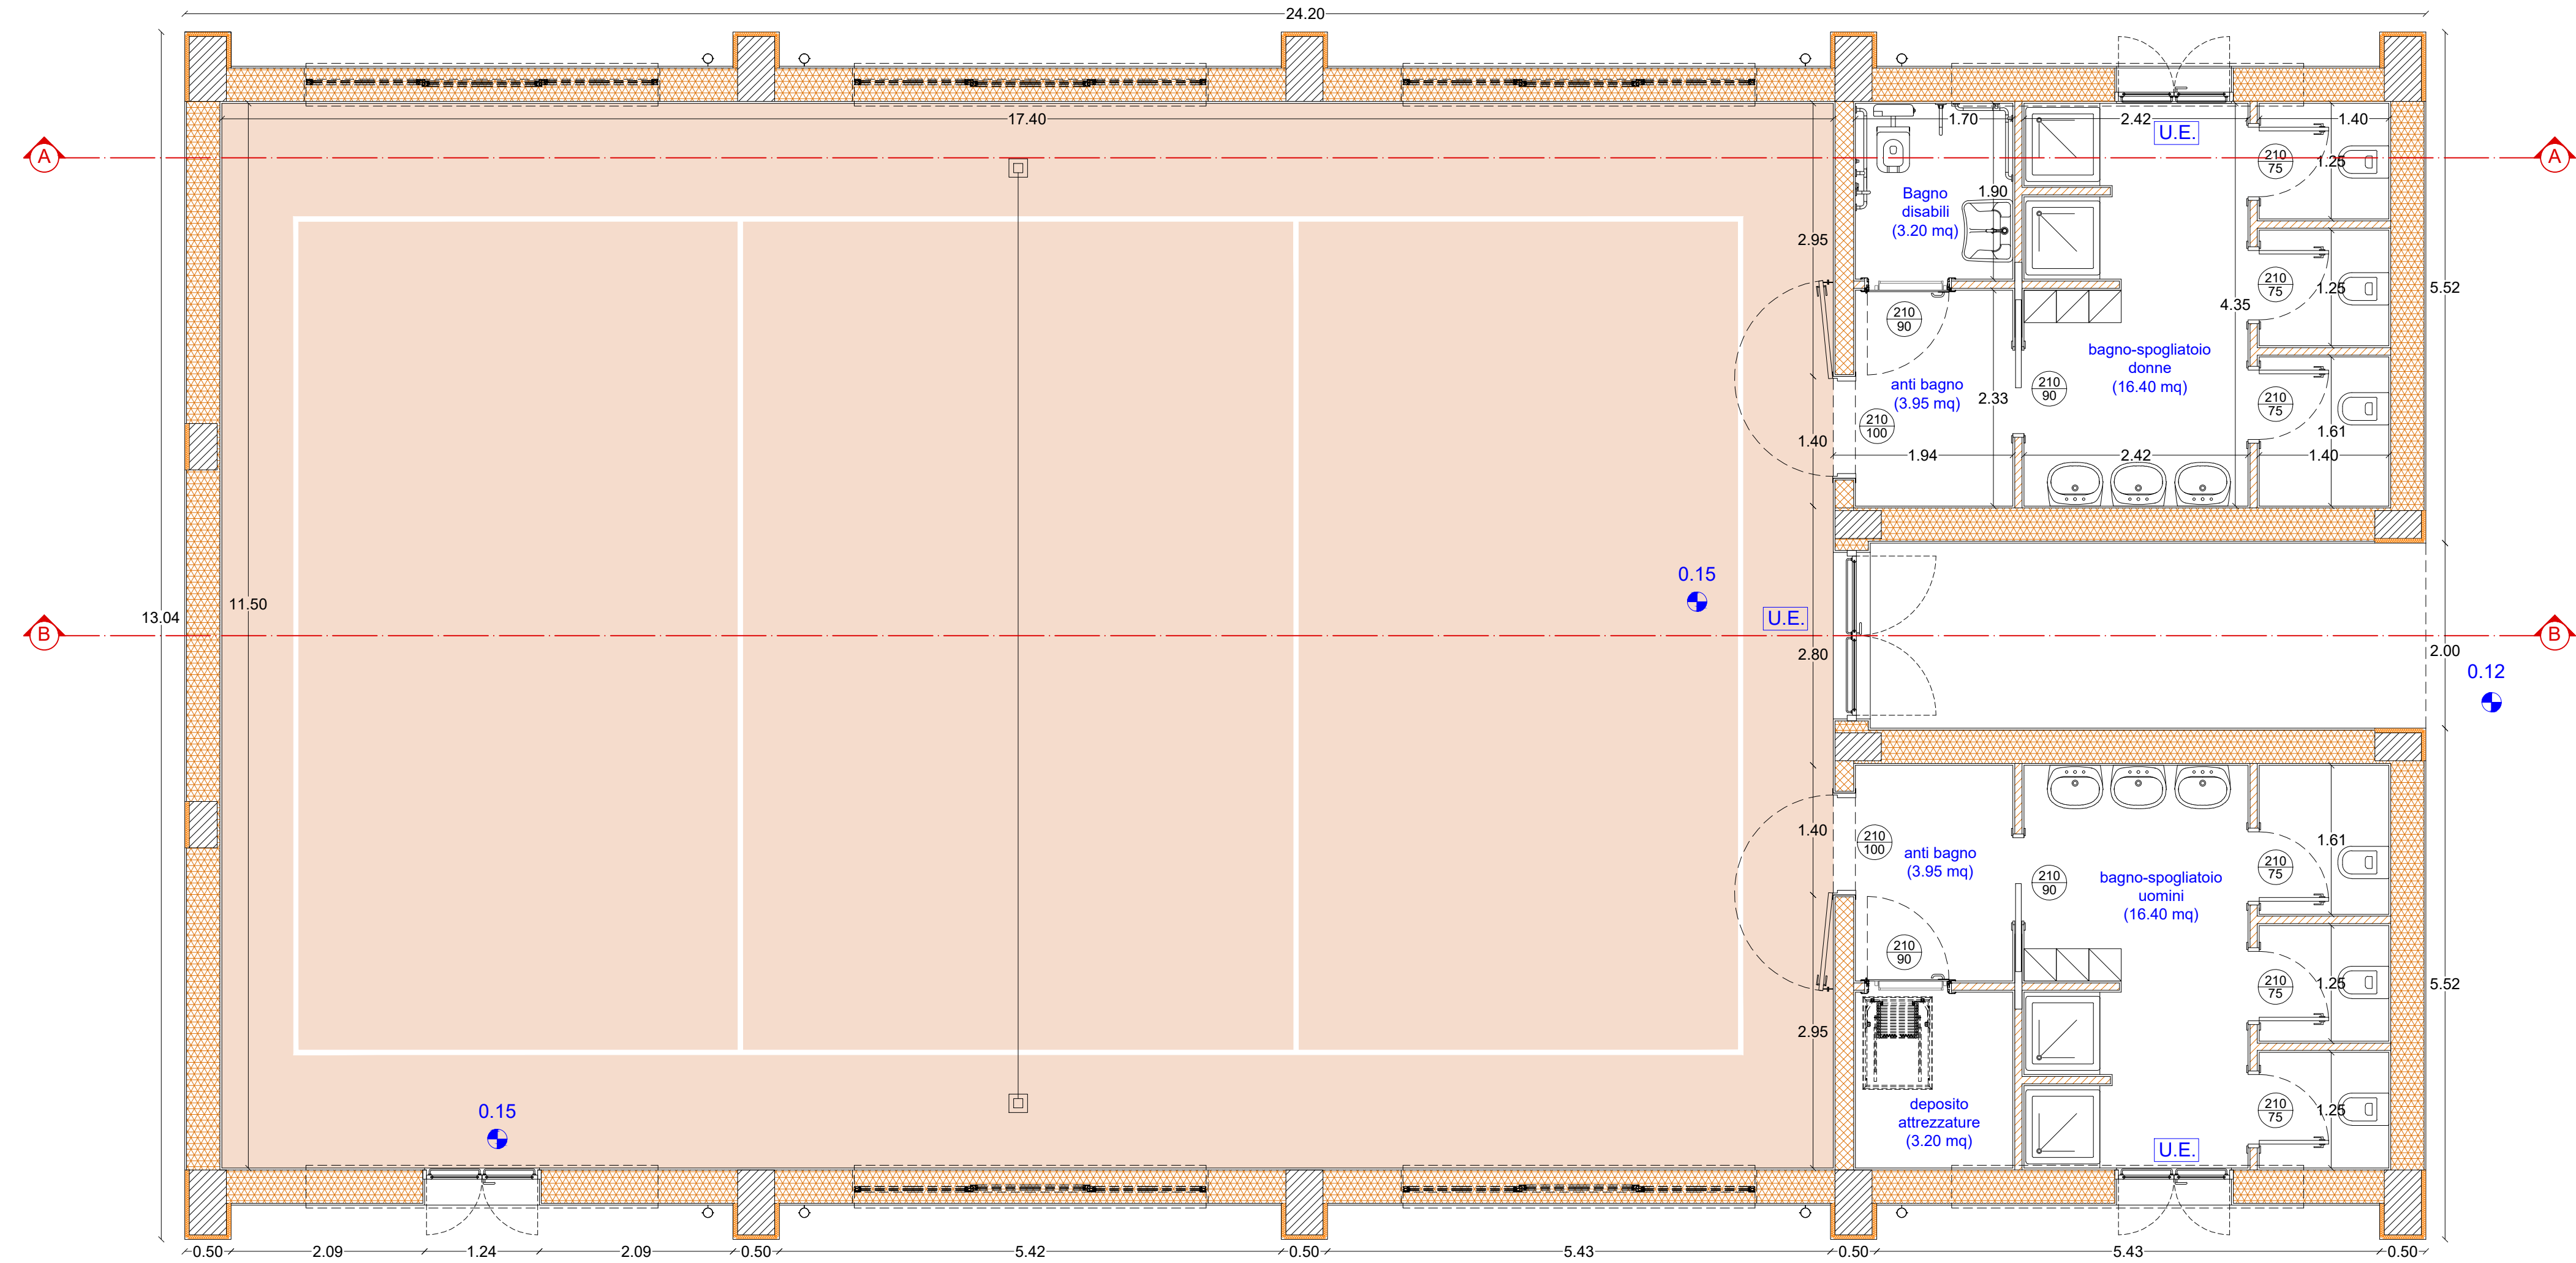 24.20
17.40
1.70
2.42
U.E.
1.40
A
A
210
75
1.25
1.90
Bagno
disabili
(3.20 mq)
2.95
210
75
1.25
5.52
4.35
210
90
bagno-spogliatoio
donne
(16.40 mq)
anti bagno
(3.95 mq)
2.33
210
90
210
75
210
100
1.40
1.61
1.94
2.42
1.40
0.15
11.50
13.04
U.E.
B
B
2.80
2.00
0.12
1.40
210
100
anti bagno
(3.95 mq)
1.61
210
75
210
90
bagno-spogliatoio
uomini
(16.40 mq)
210
90
210
75
1.25
5.52
2.95
0.15
deposito
attrezzature
(3.20 mq)
210
75
1.25
U.E.
0.50
2.09
1.24
2.09
0.50
5.42
0.50
5.43
0.50
5.43
0.50